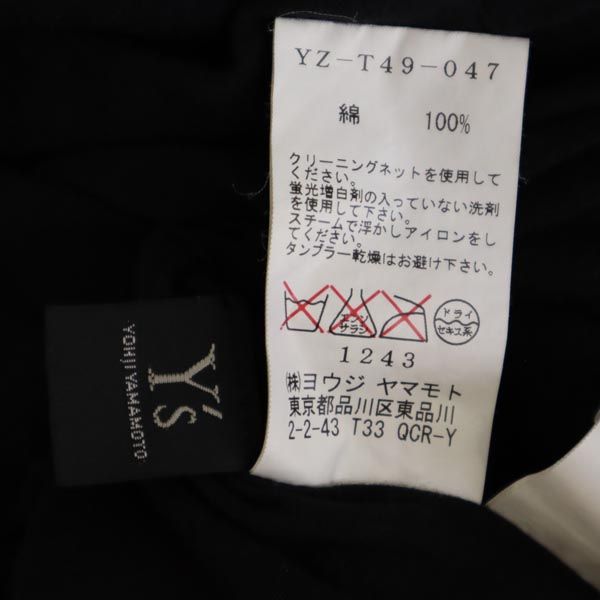 YZ-T49-047
綿 100%
クリーニングネットを使用して
ください。
蛍光増白剤の入っていない洗剤
を使用して下さい。
スチームで浮かしアイロンをし
てください。
タンブラー乾燥はお避け下さい。
エンソ
サラシ
ドライ
セキユ系
1243
㈱ヨウジ ヤマモト
東京都品川区東品川
2-2-43 T33 QCR-Y
Y's
YOHJI YAMAMOTO